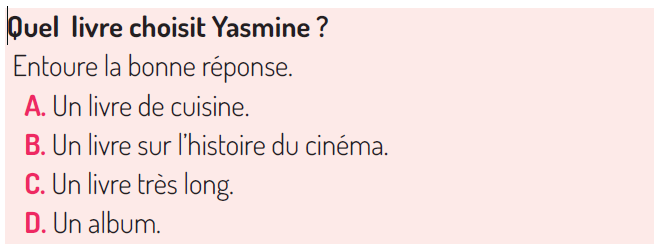 Quel livre choisit Yasmine ?
Entoure la bonne réponse.
A. Un livre de cuisine.
B. Un livre sur l'histoire du cinéma.
C. Un livre très long.
D. Un album.